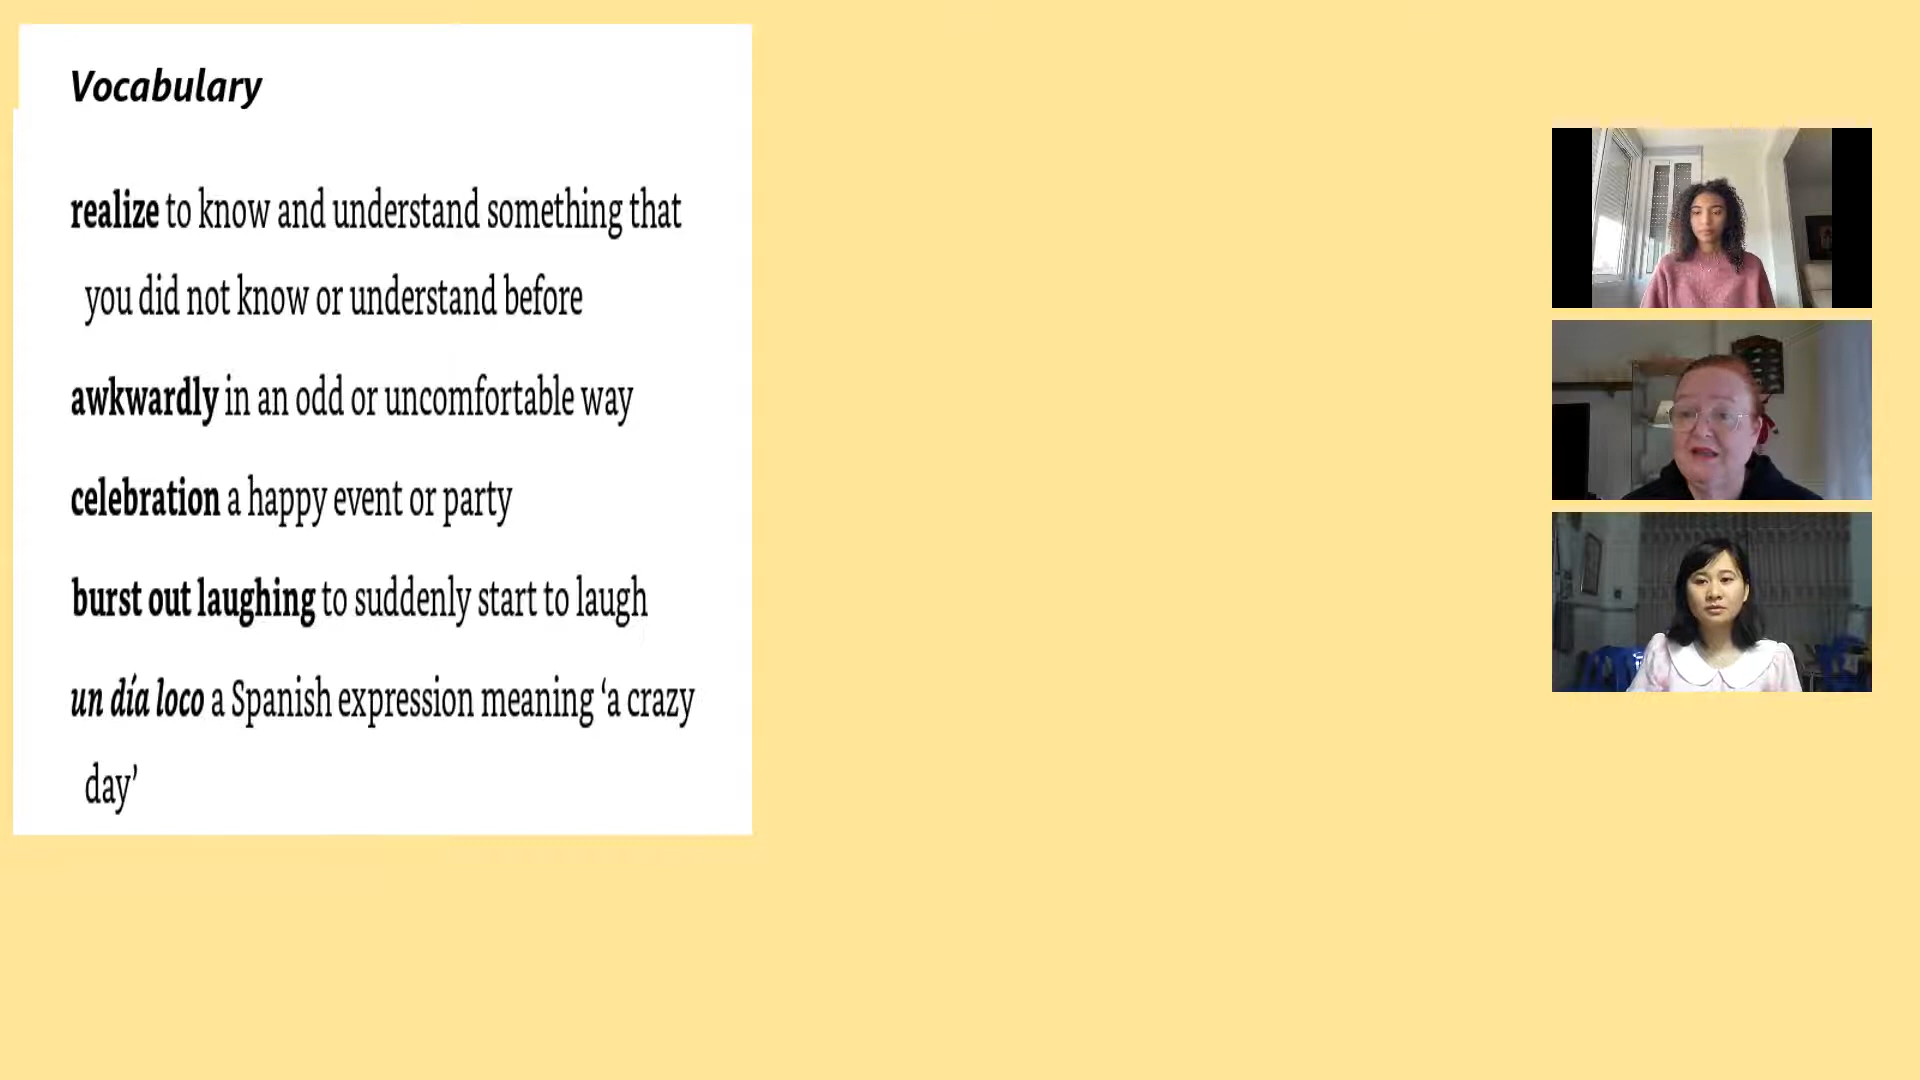 Vocabulary
realize to know and understand something that
you did not know or understand before
awkwardly in an odd or uncomfortable way
celebration a happy event or party
burst out laughing to suddenly start to laugh
un día loco a Spanish expression meaning ‘a crazy
day’